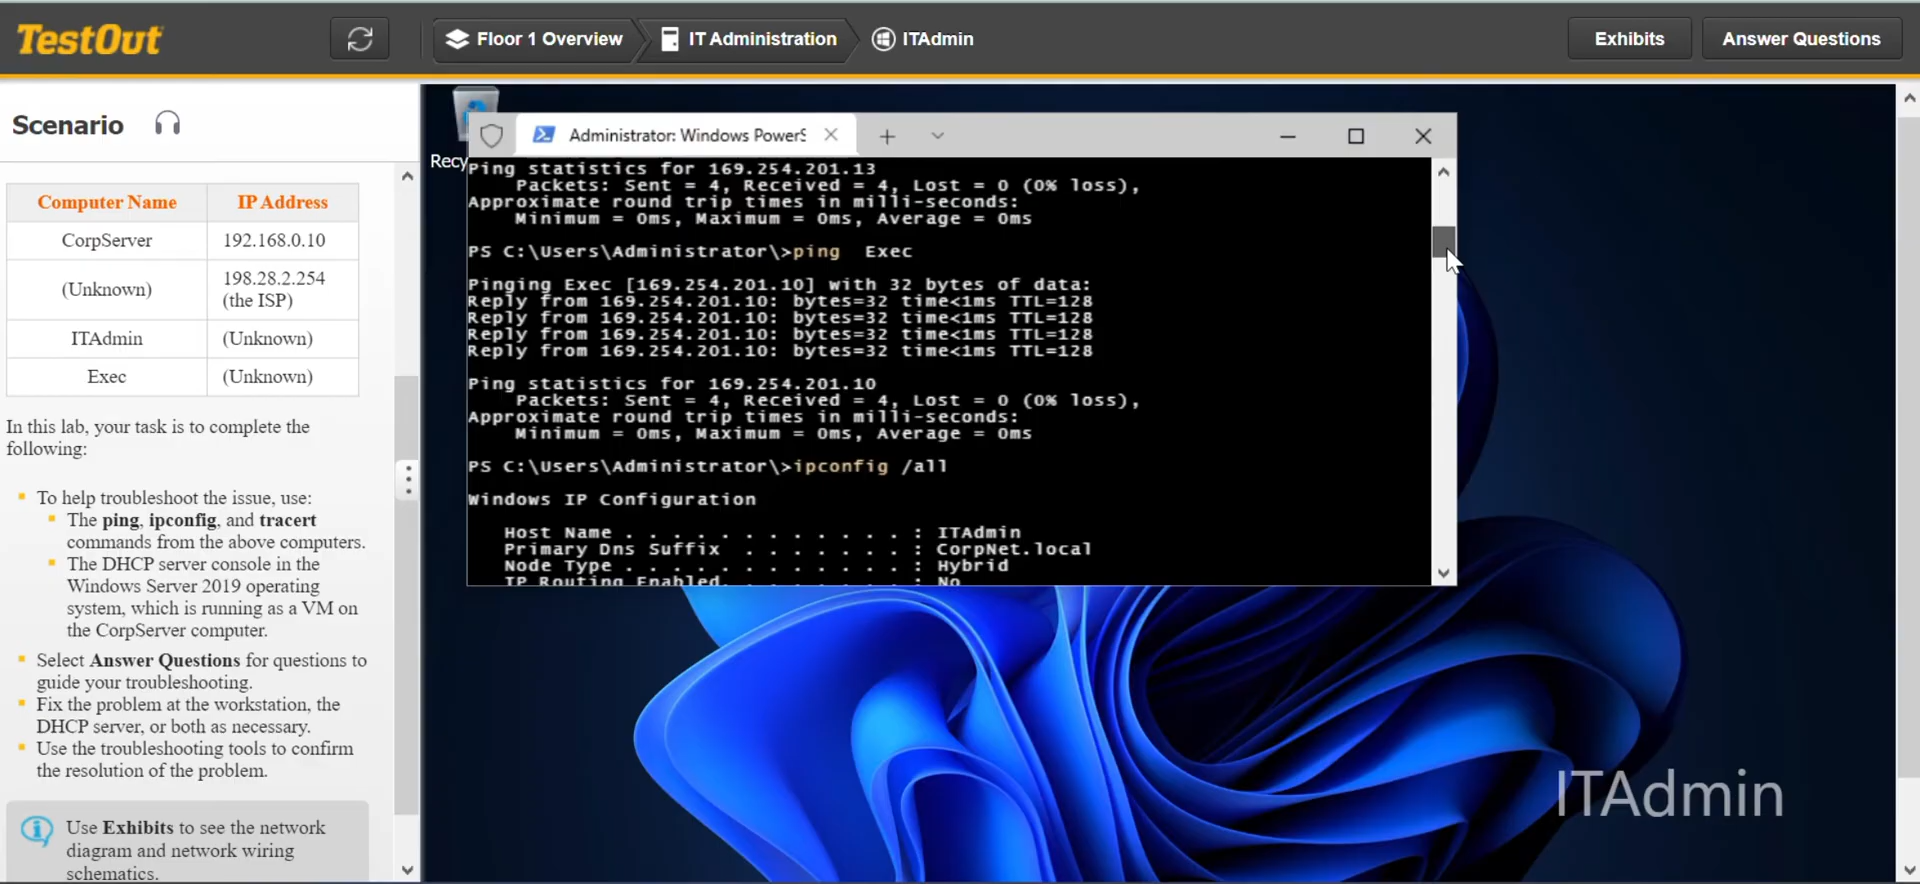 TestOut
Floor 1 Overview
IT Administration
ITAdmin
Exhibits
Answer Questions
Scenario
Computer Name IP Address
CorpServer 192.168.0.10
(Unknown) 198.28.2.254
(the ISP)
ITAdmin (Unknown)
Exec (Unknown)
In this lab, your task is to complete the
following:
To help troubleshoot the issue, use:
The ping, ipconfig, and tracert
commands from the above computers.
The DHCP server console in the
Windows Server 2019 operating
system, which is running as a VM on
the CorpServer computer.
Select Answer Questions for questions to
guide your troubleshooting.
Fix the problem at the workstation, the
DHCP server, or both as necessary.
Use the troubleshooting tools to confirm
the resolution of the problem.
Use Exhibits to see the network
diagram and network wiring
schematics.
Recy
Administrator: Windows PowerS
Ping statistics for 169.254.201.13
Packets: Sent = 4, Received = 4, Lost = 0 (0% loss),
Approximate round trip times in milli-seconds:
Minimum = 0ms, Maximum = 0ms, Average = 0ms
PS C:\Users\Administrator\>ping  Exec
Pinging Exec [169.254.201.10] with 32 bytes of data:
Reply from 169.254.201.10: bytes=32 time<1ms TTL=128
Reply from 169.254.201.10: bytes=32 time<1ms TTL=128
Reply from 169.254.201.10: bytes=32 time<1ms TTL=128
Reply from 169.254.201.10: bytes=32 time<1ms TTL=128
Ping statistics for 169.254.201.10
Packets: Sent = 4, Received = 4, Lost = 0 (0% loss),
Approximate round trip times in milli-seconds:
Minimum = 0ms, Maximum = 0ms, Average = 0ms
PS C:\Users\Administrator\>ipconfig /all
Windows IP Configuration
Host Name . . . . . . . . . . . . : ITAdmin
Primary Dns Suffix  . . . . . . . : CorpNet.local
Node Type . . . . . . . . . . . . : Hybrid
IP Routing Enabled. . . . . . . . : No
ITAdmin